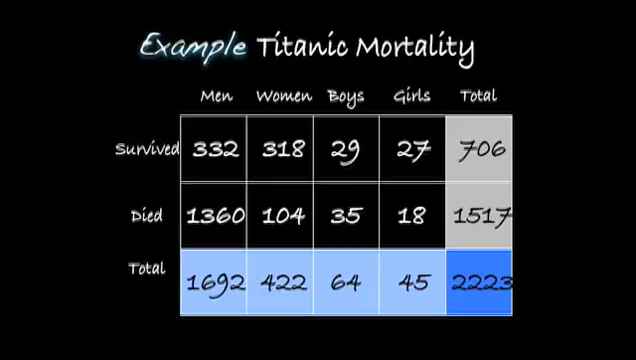 Example Titanic Mortality
Men Women Boys Girls Total
Survived 332 318 29 27 706
Died 1360 104 35 18 1517
Total 1692 422 64 45 2223